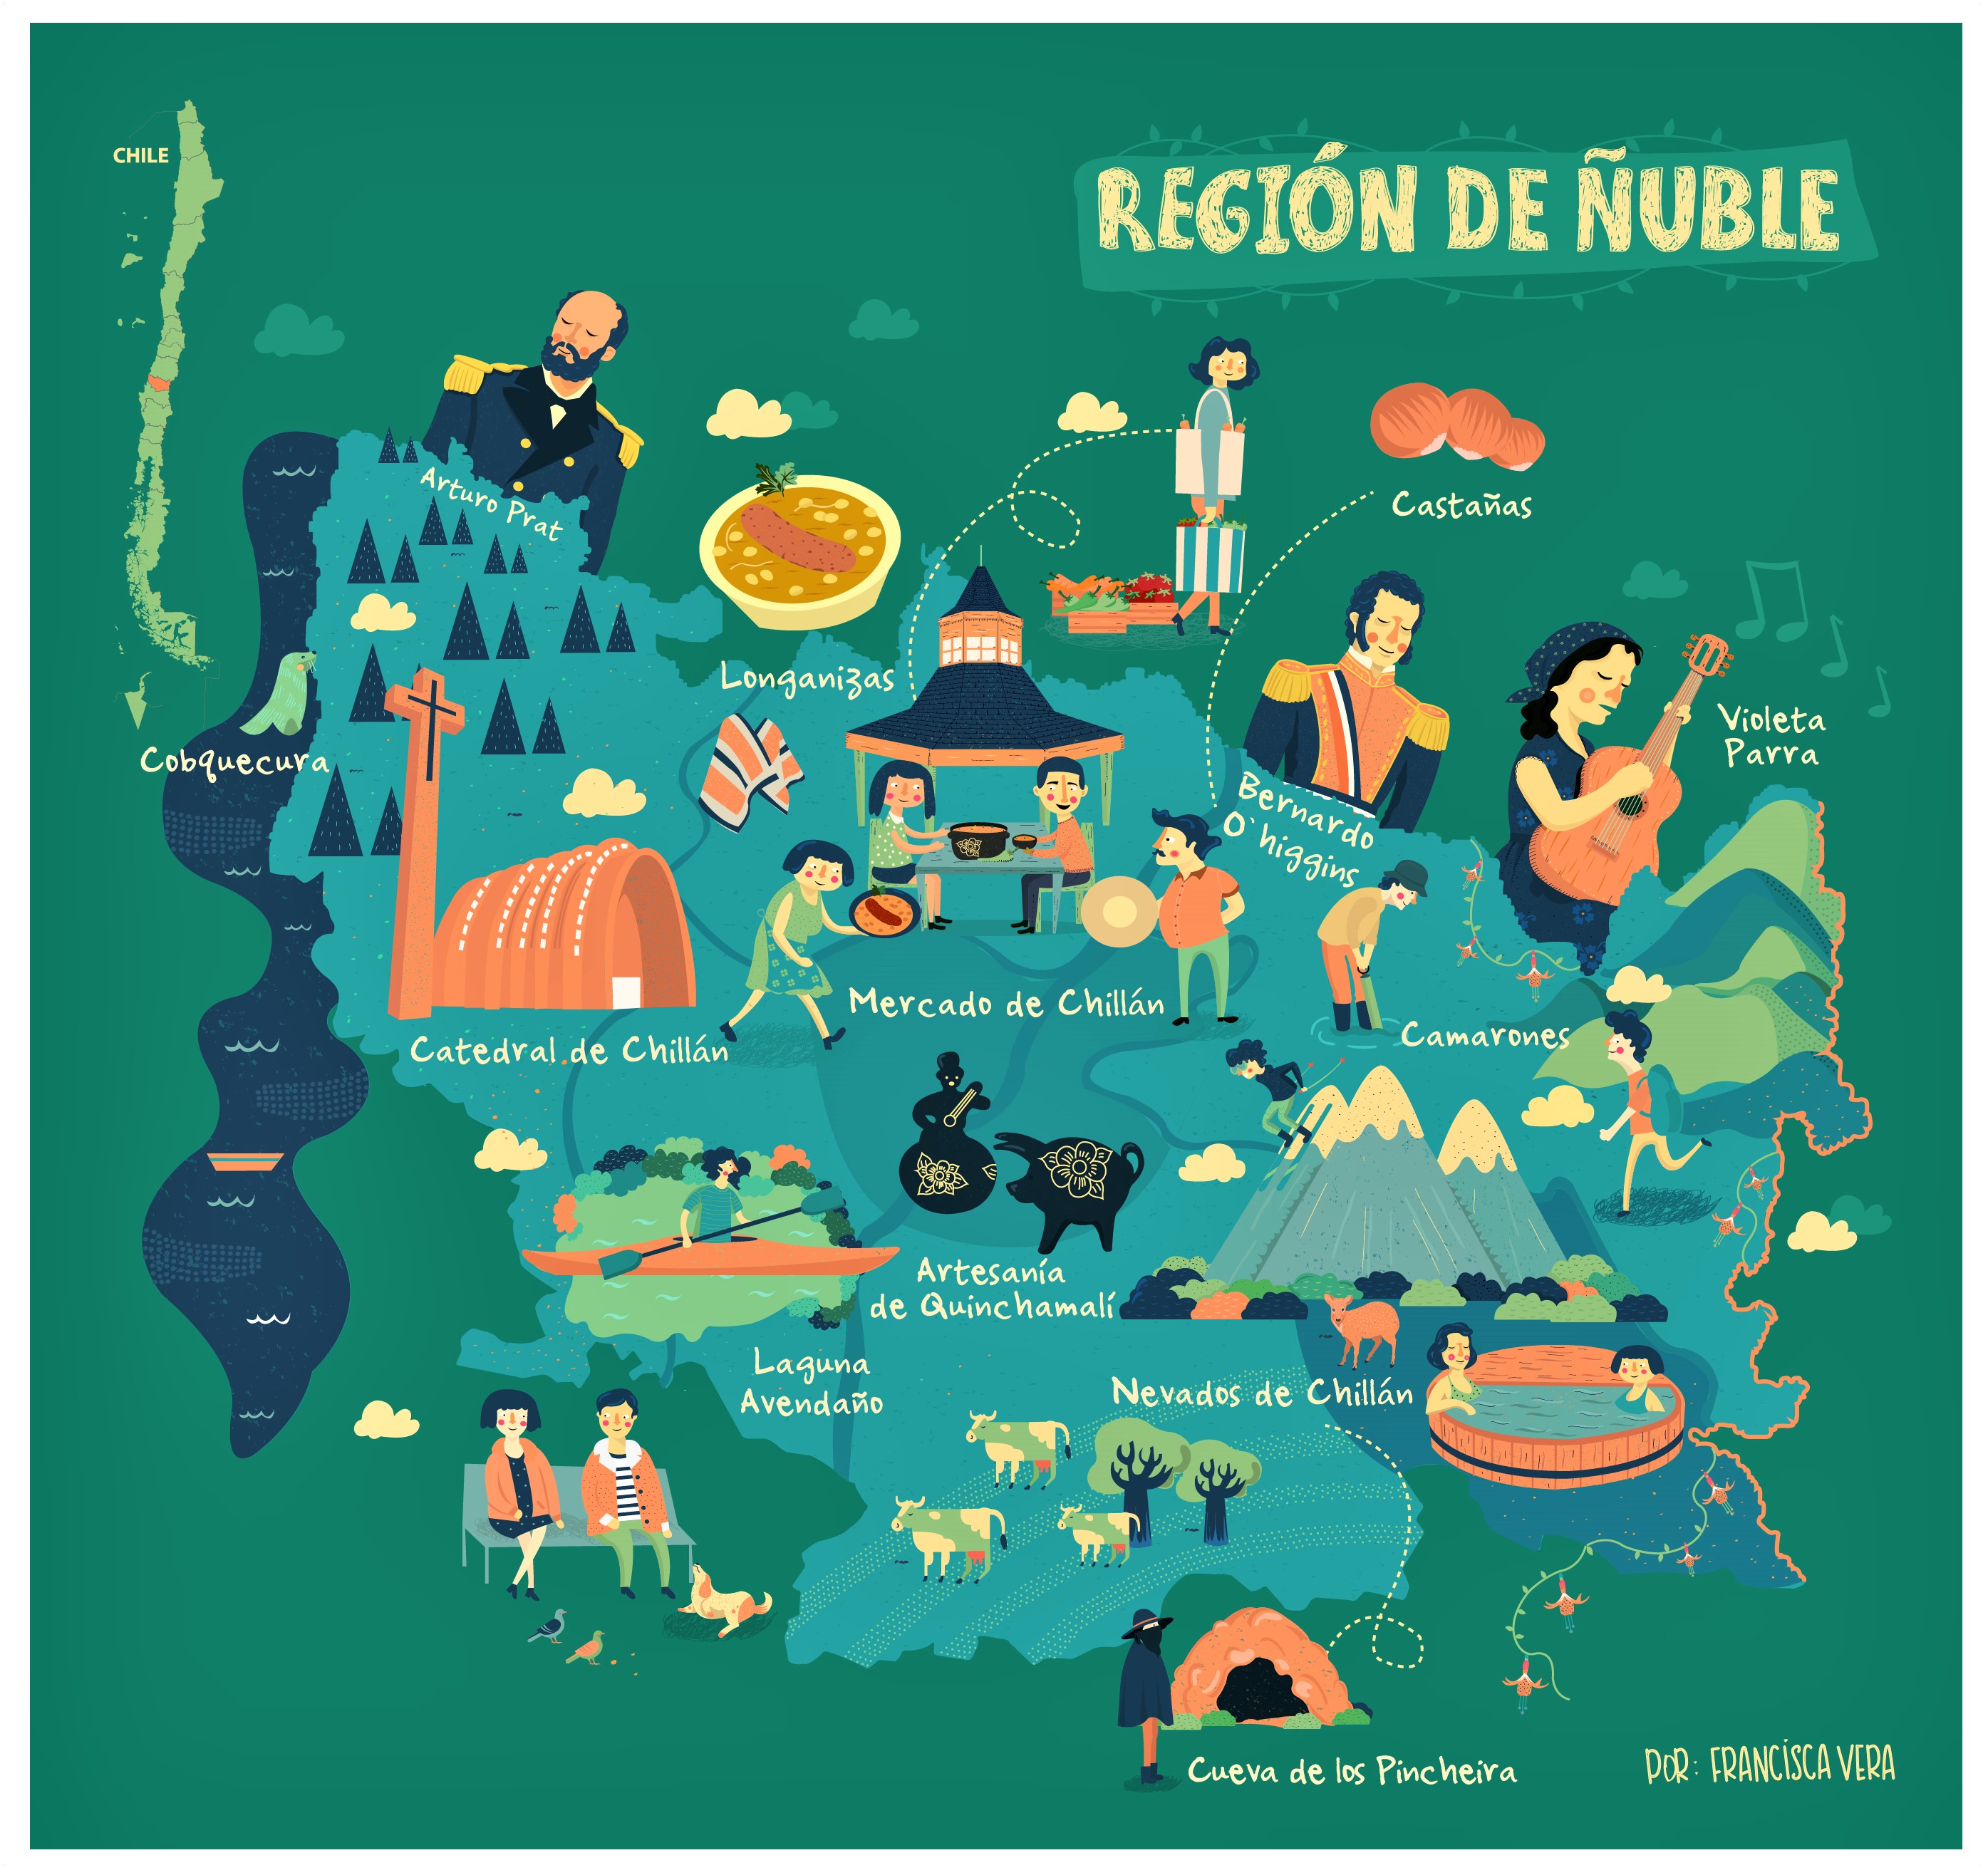 CHILE
REGIÓN DE ÑUBLE
Arturo Prat
Castañas
Longanizas
Violeta
Parra
Cobquecura
Bernardo
O'higgins
Mercado de Chillán
Camarones
Catedral de Chillán
Artesanía
de Quinchamalí
Laguna
Avendaño
Nevados de Chillán
Cueva de los Pincheira
POR: FRANCISCA VERA